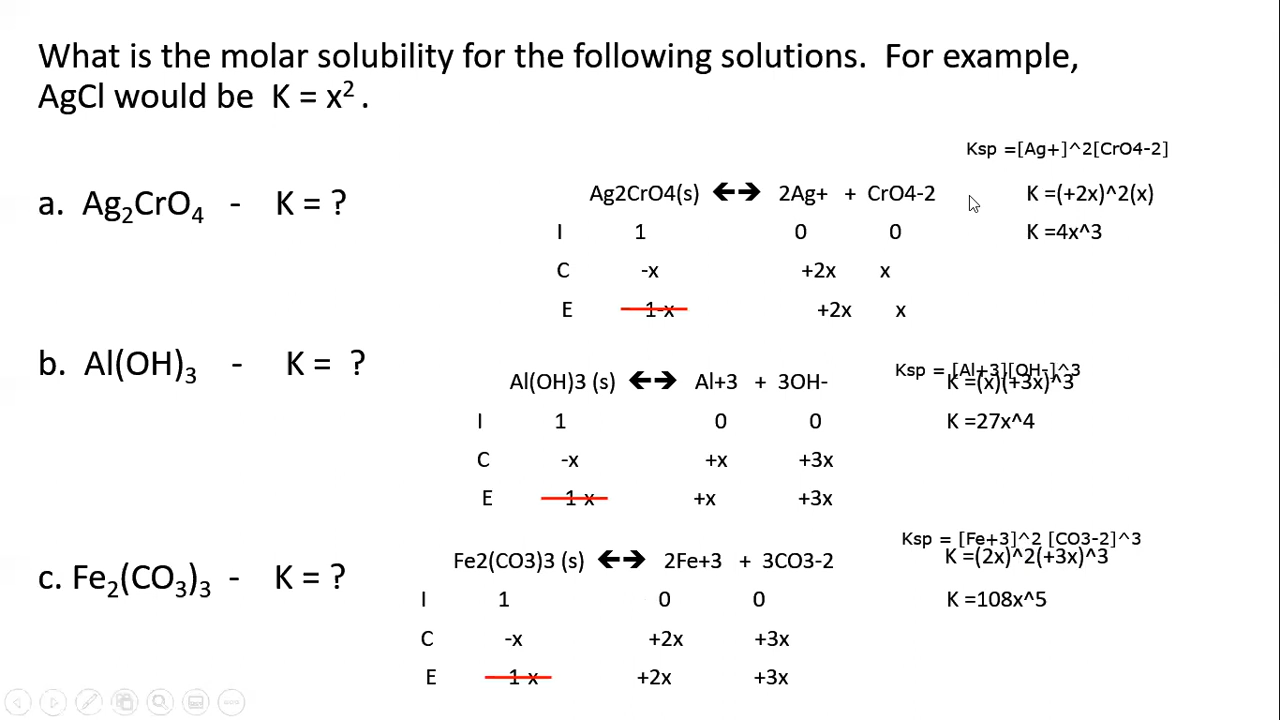 What is the molar solubility for the following solutions.  For example,
AgCl would be  K = x² .
Ksp =[Ag+]^2[CrO4-2]
a.  Ag₂CrO₄  -  K = ?
Ag2CrO4(s) ↔ 2Ag+  +  CrO4-2
K =(+2x)^2(x)
I 1 0 0
K =4x^3
C -x +2x x
E 1-x +2x x
b.  Al(OH)₃  -  K =  ?
Al(OH)3 (s) ↔ Al+3  +  3OH-
Ksp = [Al+3][OH-]^3
K =(x)(+3x)^3
I 1 0 0
K =27x^4
C -x +x +3x
E 1-x +x +3x
Ksp = [Fe+3]^2 [CO3-2]^3
c. Fe₂(CO₃)₃ -  K = ?
Fe2(CO3)3 (s) ↔ 2Fe+3  +  3CO3-2
K =(2x)^2(+3x)^3
I 1 0 0
K =108x^5
C -x +2x +3x
E 1-x +2x +3x